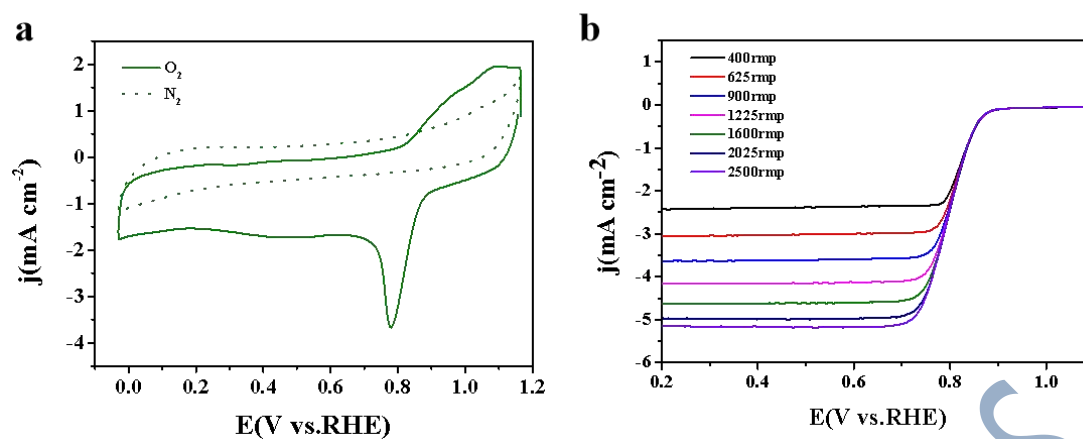 a
2
1
0
-1
-2
-3
-4
j(mA cm-2)
O2
N2
0.0 0.2 0.4 0.6 0.8 1.0 1.2
E(V vs.RHE)
b
1
0
-1
-2
-3
-4
-5
-6
j(mA cm-2)
400rmp
625rmp
900rmp
1225rmp
1600rmp
2025rmp
2500rmp
0.2 0.4 0.6 0.8 1.0
E(V vs.RHE)